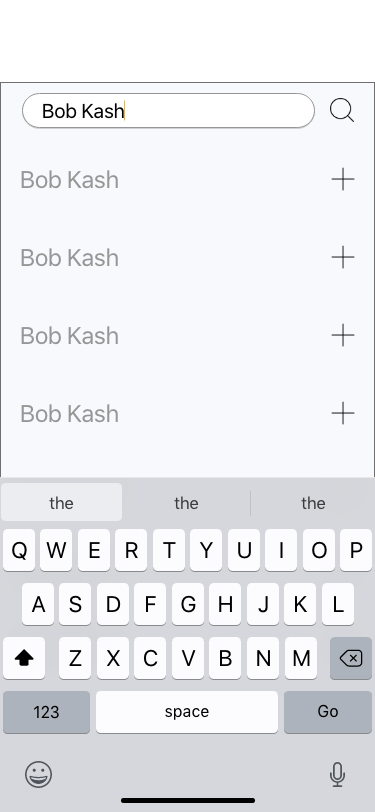 Bob Kash
Bob Kash
Bob Kash
Bob Kash
Bob Kash
the the the
Q W E R T Y U I O P
A S D F G H J K L
Z X C V B N M
123 space Go